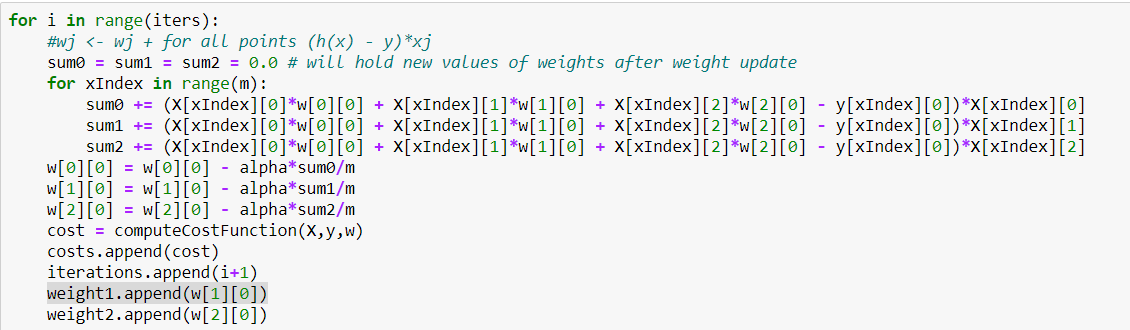 for i in range(iters):
    #wj <- wj + for all points (h(x) - y)*xj
    sum0 = sum1 = sum2 = 0.0 # will hold new values of weights after weight update
    for xIndex in range(m):
        sum0 += (X[xIndex][0]*w[0][0] + X[xIndex][1]*w[1][0] + X[xIndex][2]*w[2][0] - y[xIndex][0])*X[xIndex][0]
        sum1 += (X[xIndex][0]*w[0][0] + X[xIndex][1]*w[1][0] + X[xIndex][2]*w[2][0] - y[xIndex][0])*X[xIndex][1]
        sum2 += (X[xIndex][0]*w[0][0] + X[xIndex][1]*w[1][0] + X[xIndex][2]*w[2][0] - y[xIndex][0])*X[xIndex][2]
    w[0][0] = w[0][0] - alpha*sum0/m
    w[1][0] = w[1][0] - alpha*sum1/m
    w[2][0] = w[2][0] - alpha*sum2/m
    cost = computeCostFunction(X,y,w)
    costs.append(cost)
    iterations.append(i+1)
    weight1.append(w[1][0])
    weight2.append(w[2][0])